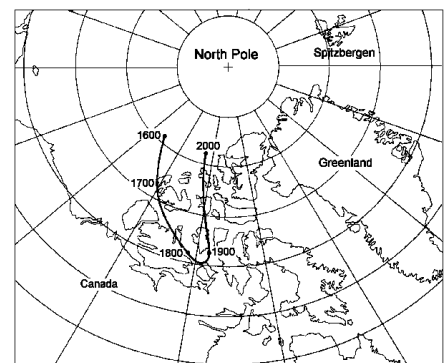 North Pole
Spitzbergen
1600
2000
Greenland
1700
1800
1900
Canada